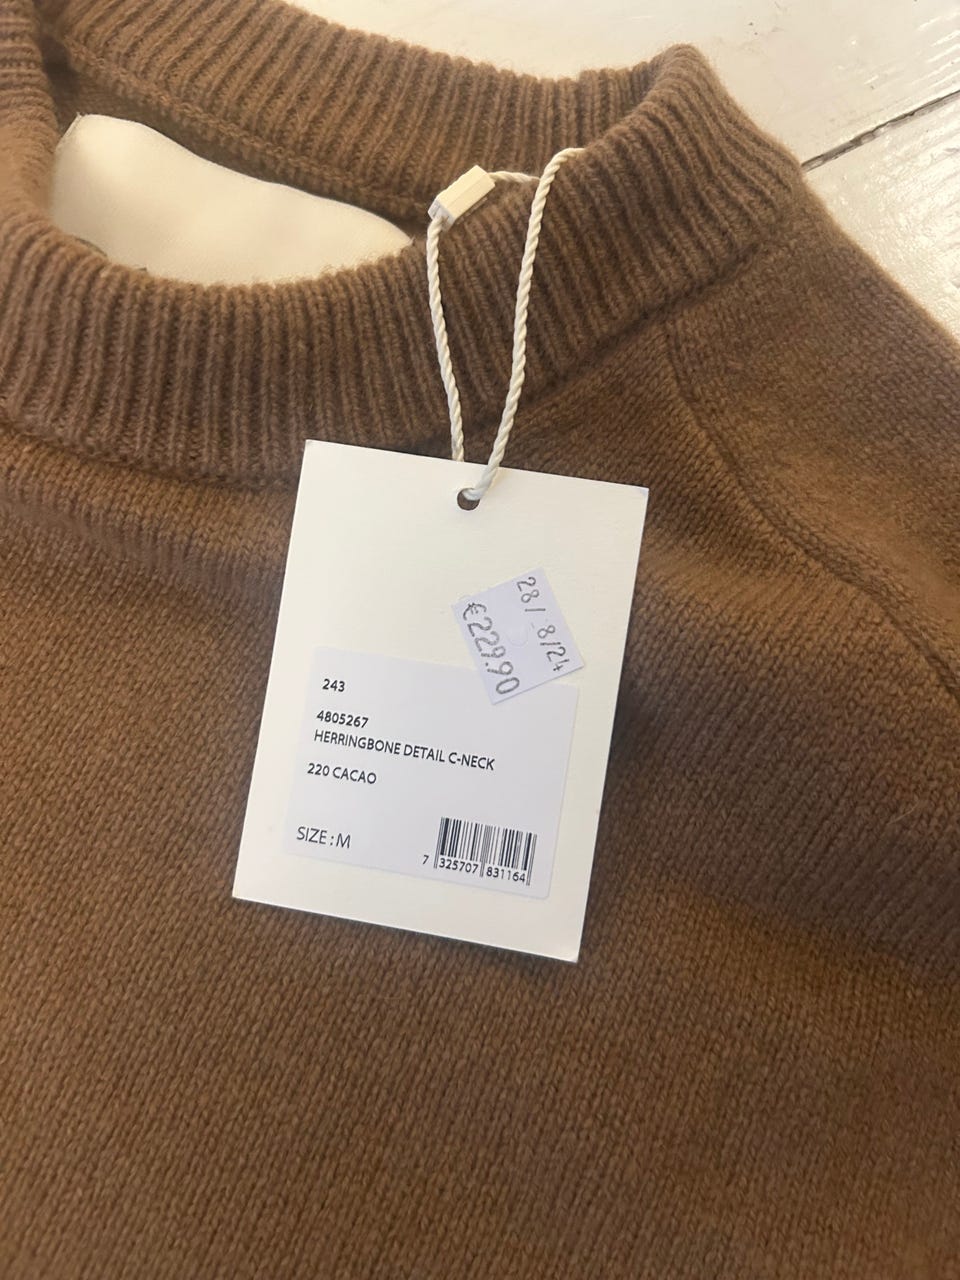 28/8/24
€229.90
243
4805267
HERRINGBONE DETAIL C-NECK
220 CACAO
SIZE : M
7 325707 831164